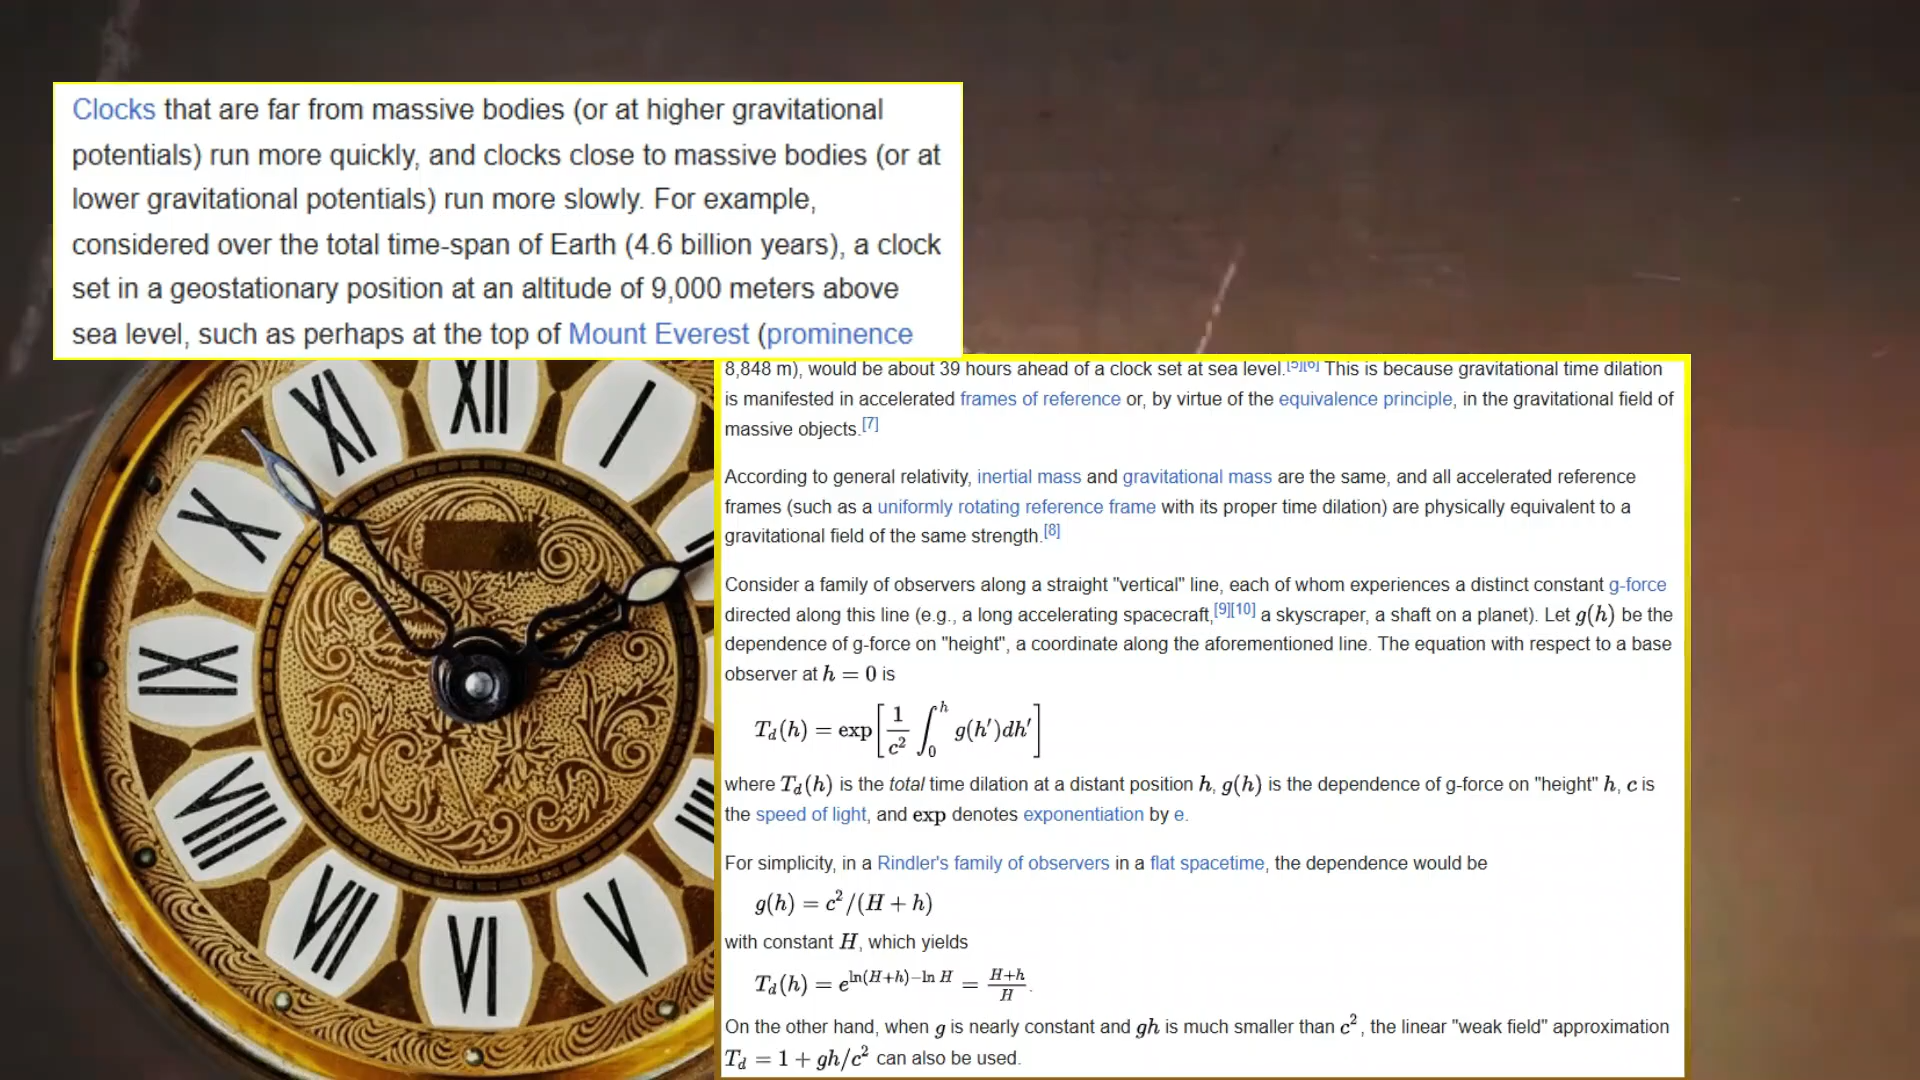 Clocks that are far from massive bodies (or at higher gravitational
potentials) run more quickly, and clocks close to massive bodies (or at
lower gravitational potentials) run more slowly. For example,
considered over the total time-span of Earth (4.6 billion years), a clock
set in a geostationary position at an altitude of 9,000 meters above
sea level, such as perhaps at the top of Mount Everest (prominence
8,848 m), would be about 39 hours ahead of a clock set at sea level.[5][6] This is because gravitational time dilation
is manifested in accelerated frames of reference or, by virtue of the equivalence principle, in the gravitational field of
massive objects.[7]
According to general relativity, inertial mass and gravitational mass are the same, and all accelerated reference
frames (such as a uniformly rotating reference frame with its proper time dilation) are physically equivalent to a
gravitational field of the same strength.[8]
Consider a family of observers along a straight "vertical" line, each of whom experiences a distinct constant g-force
directed along this line (e.g., a long accelerating spacecraft,[9][10] a skyscraper, a shaft on a planet). Let g(h) be the
dependence of g-force on "height", a coordinate along the aforementioned line. The equation with respect to a base
observer at h = 0 is
T_d(h) = exp[1/c² ∫₀ʰ g(h′)dh′]
where T_d(h) is the total time dilation at a distant position h, g(h) is the dependence of g-force on "height" h, c is
the speed of light, and exp denotes exponentiation by e.
For simplicity, in a Rindler's family of observers in a flat spacetime, the dependence would be
g(h) = c²/(H + h)
with constant H, which yields
T_d(h) = e^{ln(H+h)−ln H} = (H+h)/H.
On the other hand, when g is nearly constant and gh is much smaller than c², the linear "weak field" approximation
T_d = 1 + gh/c² can also be used.
XII
I
XI
X
IX
VIII
VII
VI
V